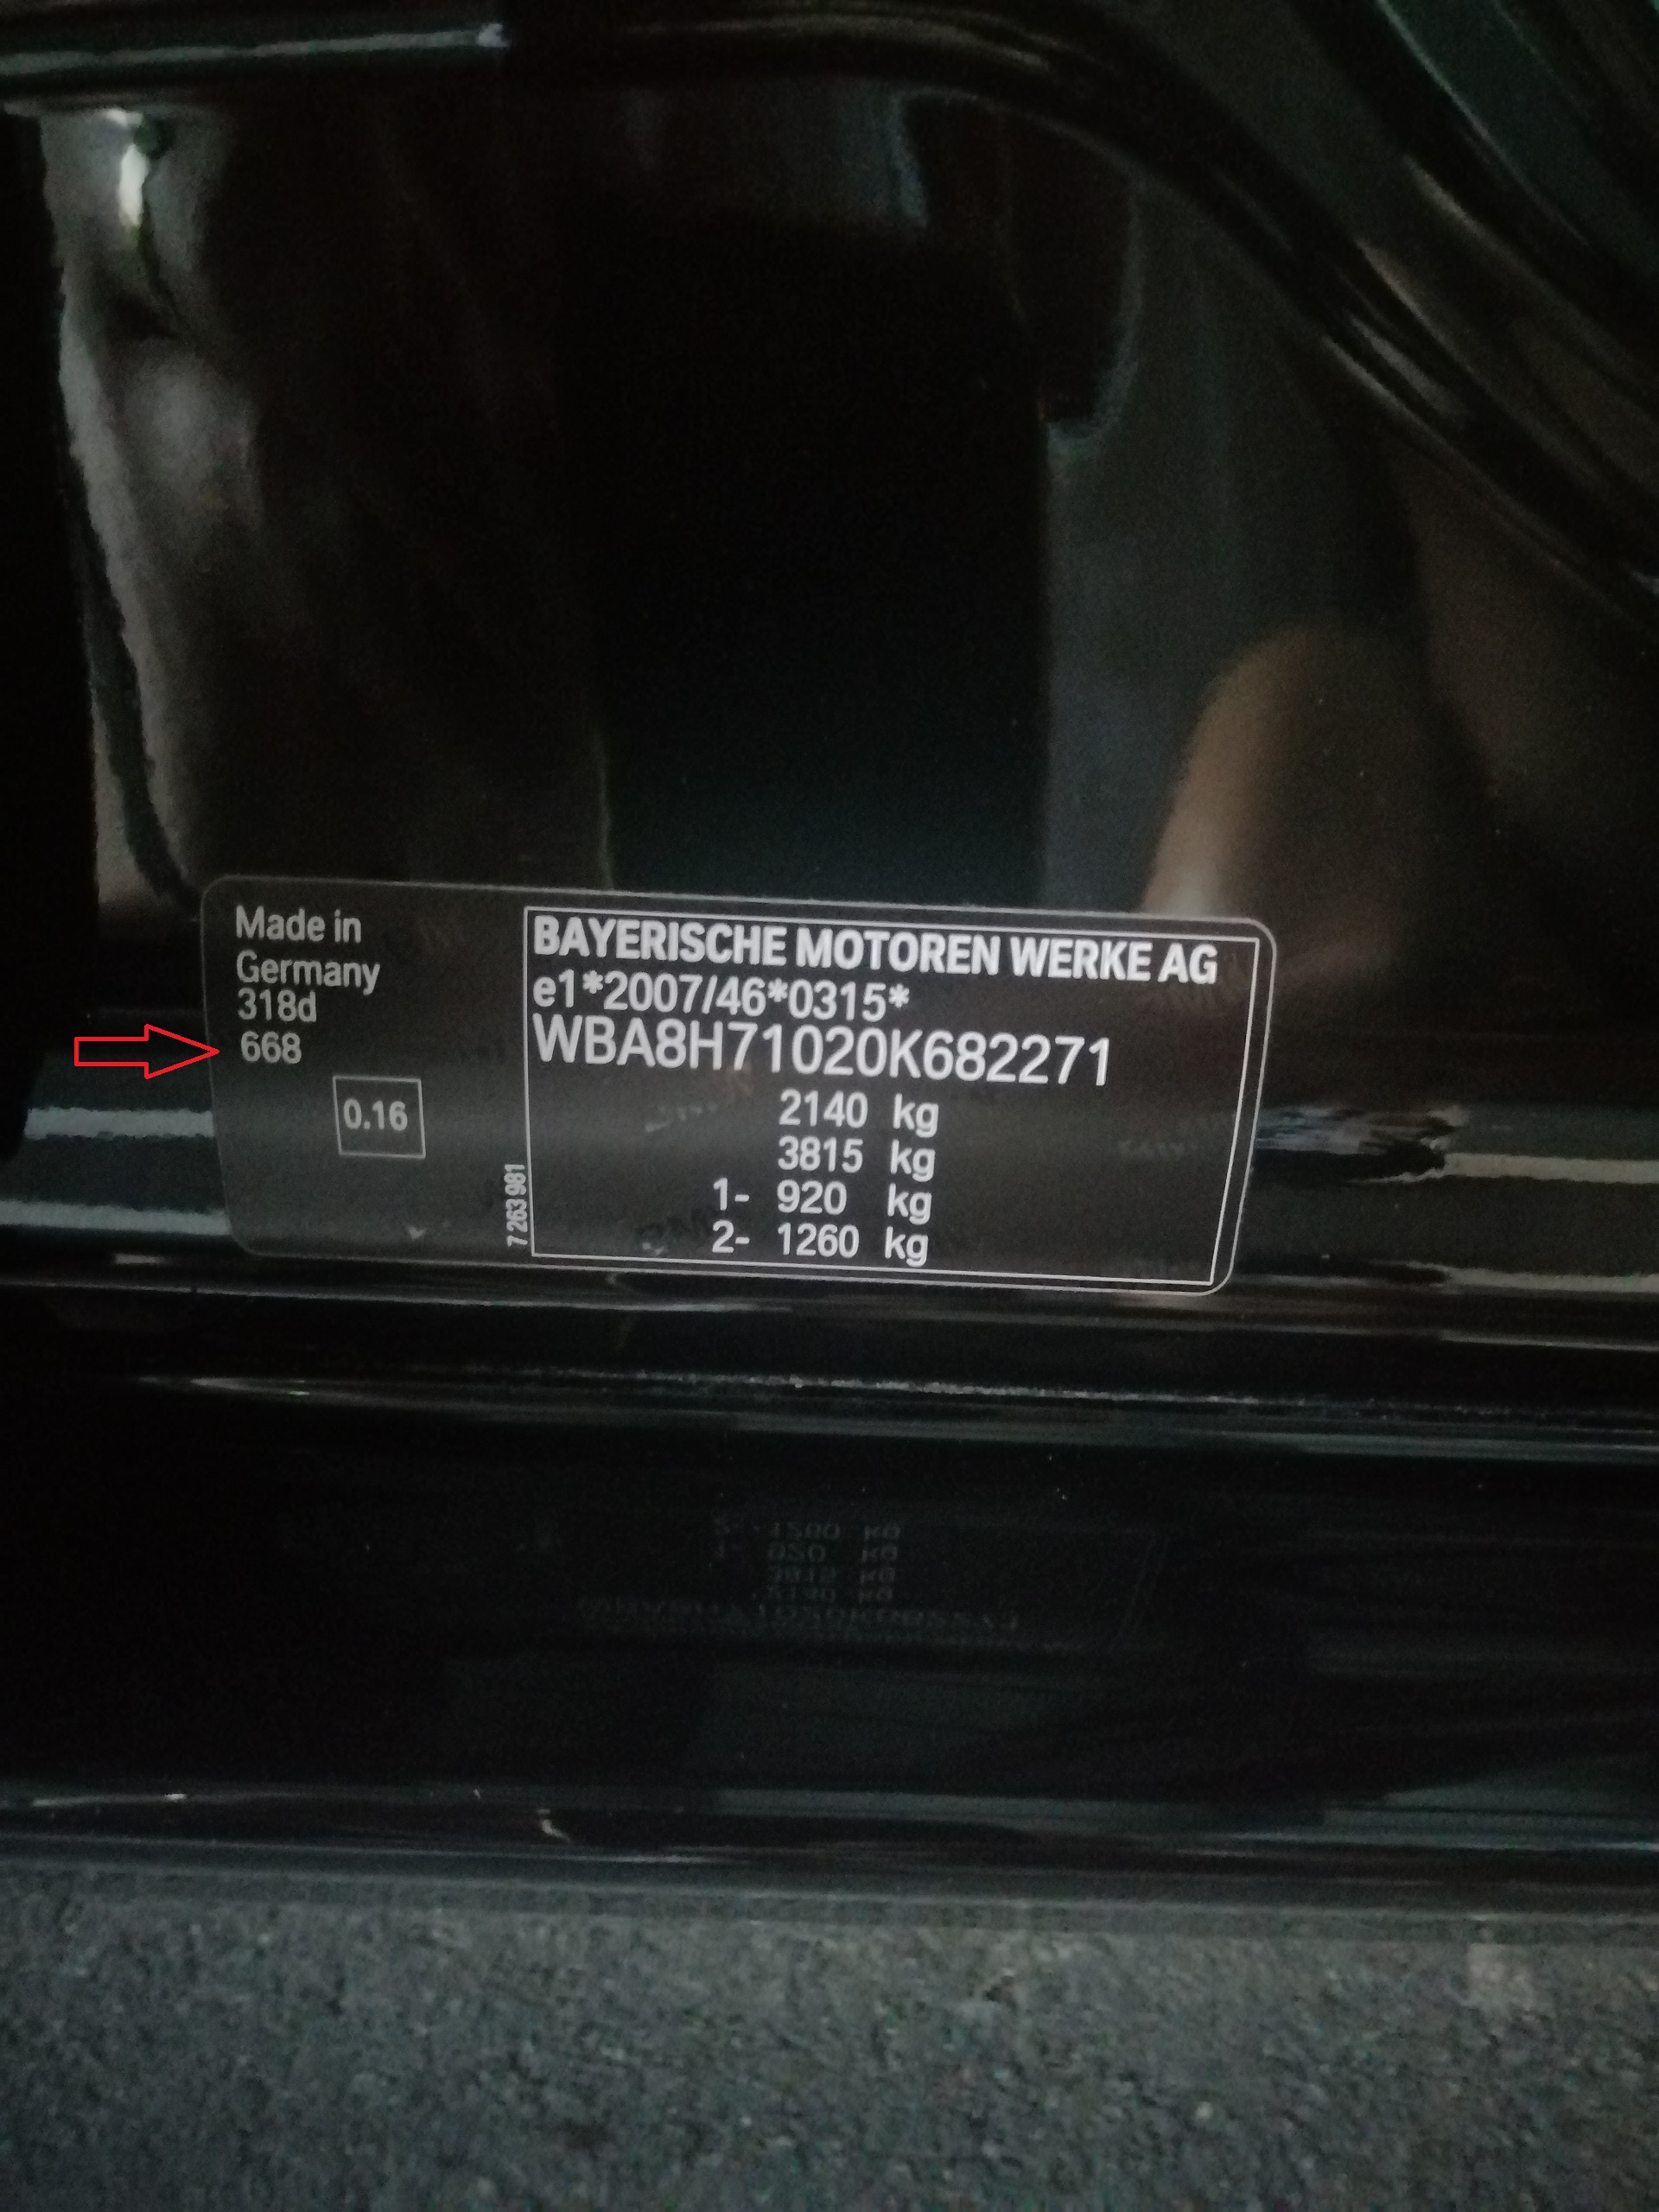 Made in
Germany
318d
668
0.16
7 263 981
BAYERISCHE MOTOREN WERKE AG
e1*2007/46*0315*
WBA8H71020K682271
2140 kg
3815 kg
1- 920 kg
2- 1260 kg